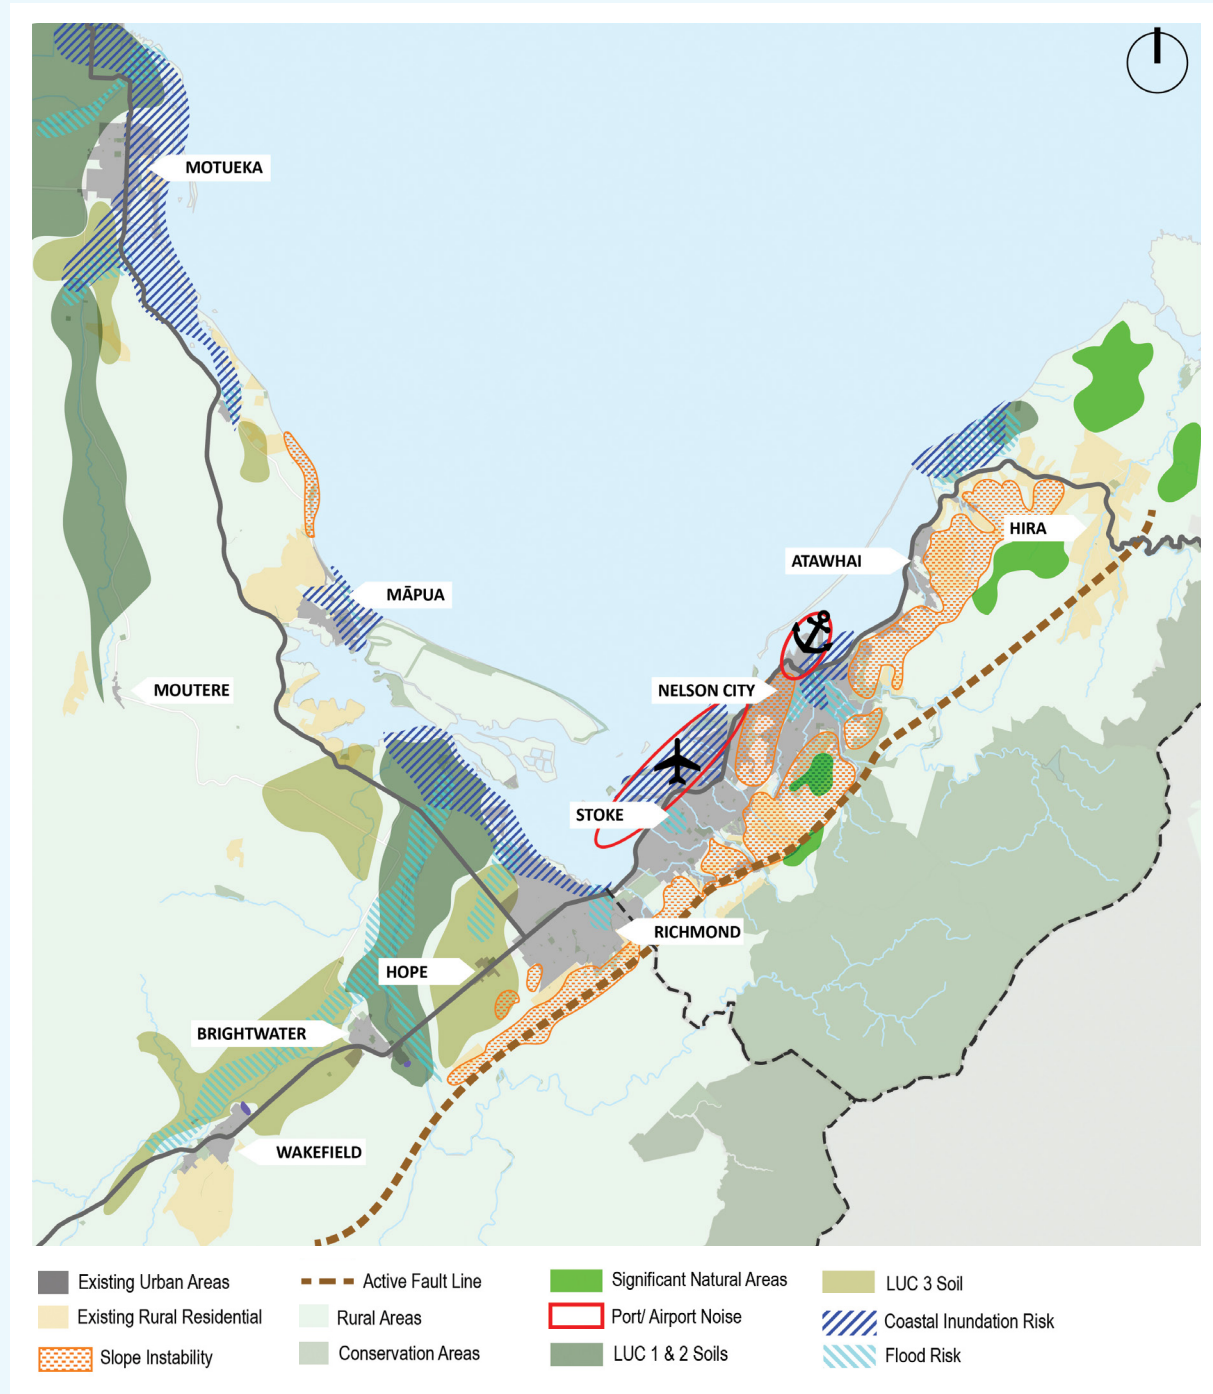 MOTUEKA
HIRA
ATAWHAI
MĀPUA
MOUTERE
NELSON CITY
STOKE
RICHMOND
HOPE
BRIGHTWATER
WAKEFIELD
Existing Urban Areas
Active Fault Line
Significant Natural Areas
LUC 3 Soil
Existing Rural Residential
Rural Areas
Port/ Airport Noise
Coastal Inundation Risk
Slope Instability
Conservation Areas
LUC 1 & 2 Soils
Flood Risk